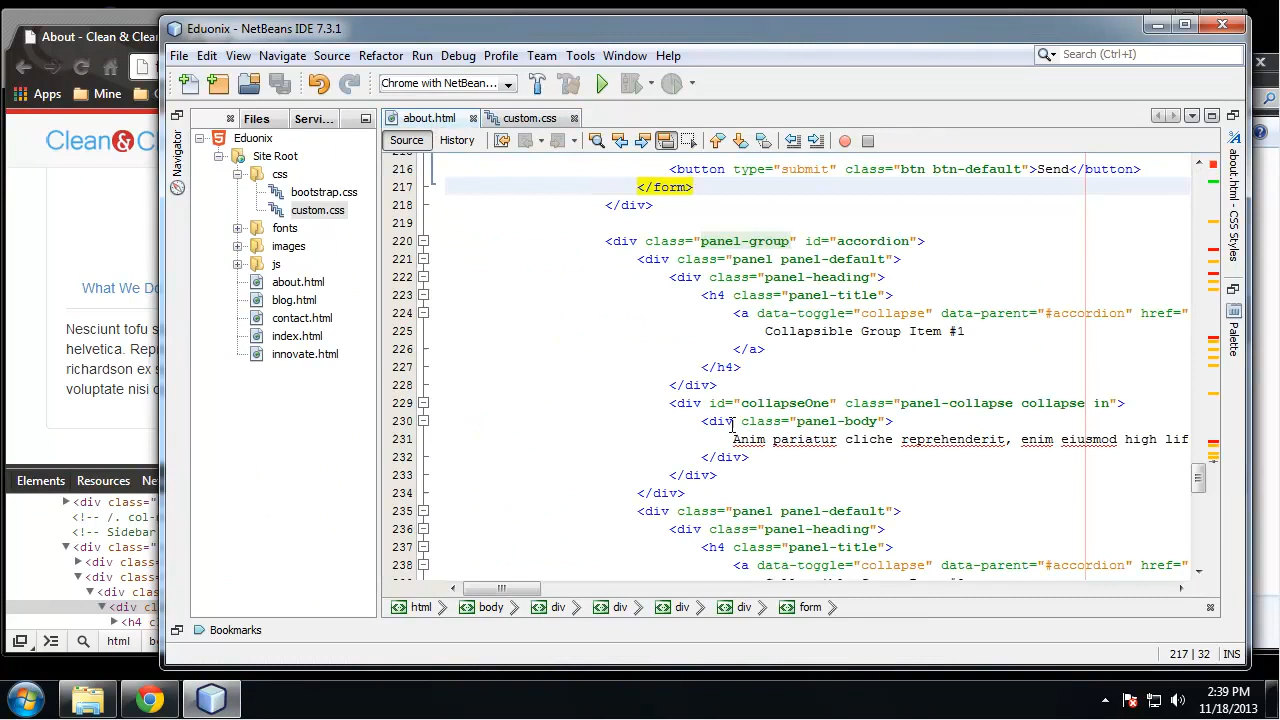 About - Clean & Clea
Apps Mine
Clean& Cl
What We Do
Nesciunt tofu s
helvetica. Repr
richardson ex s
voluptate nisi c
Elements Resources Ne
<div class=
<!-- /. col-
<!-- Sidebar
<div class=
<div class=
<div class=
<div class=
<div cl
<h4 c
html b
Eduonix - NetBeans IDE 7.3.1
File Edit View Navigate Source Refactor Run Debug Profile Team Tools Window Help
Search (Ctrl+I)
Chrome with NetBean...
Navigator
Files Servi...
Eduonix
Site Root
css
bootstrap.css
custom.css
fonts
images
js
about.html
blog.html
contact.html
index.html
innovate.html
about.html custom.css
Source History
216 <button type="submit" class="btn btn-default">Send</button>
217 </form>
218 </div>
219
220 <div class="panel-group" id="accordion">
221 <div class="panel panel-default">
222 <div class="panel-heading">
223 <h4 class="panel-title">
224 <a data-toggle="collapse" data-parent="#accordion" href="
225 Collapsible Group Item #1
226 </a>
227 </h4>
228 </div>
229 <div id="collapseOne" class="panel-collapse collapse in">
230 <div class="panel-body">
231 Anim pariatur cliche reprehenderit, enim eiusmod high lif
232 </div>
233 </div>
234 </div>
235 <div class="panel panel-default">
236 <div class="panel-heading">
237 <h4 class="panel-title">
238 <a data-toggle="collapse" data-parent="#accordion" href="
html body div div div div form
about.html - CSS Styles
Palette
Bookmarks
217 | 32 INS
2:39 PM
11/18/2013